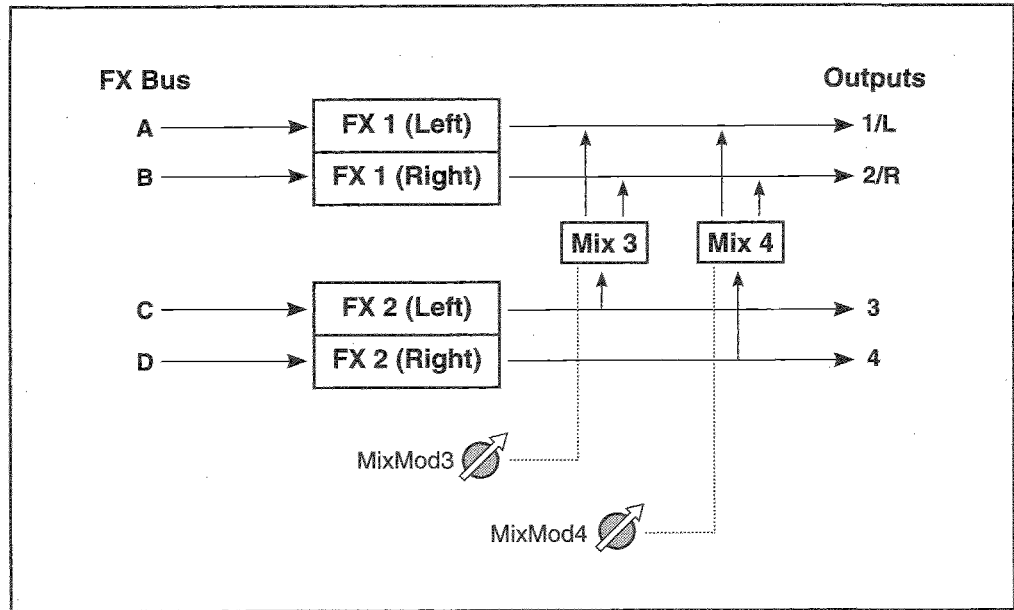 FX Bus Outputs
A FX 1 (Left) 1/L
B FX 1 (Right) 2/R
Mix 3 Mix 4
C FX 2 (Left) 3
D FX 2 (Right) 4
MixMod3
MixMod4